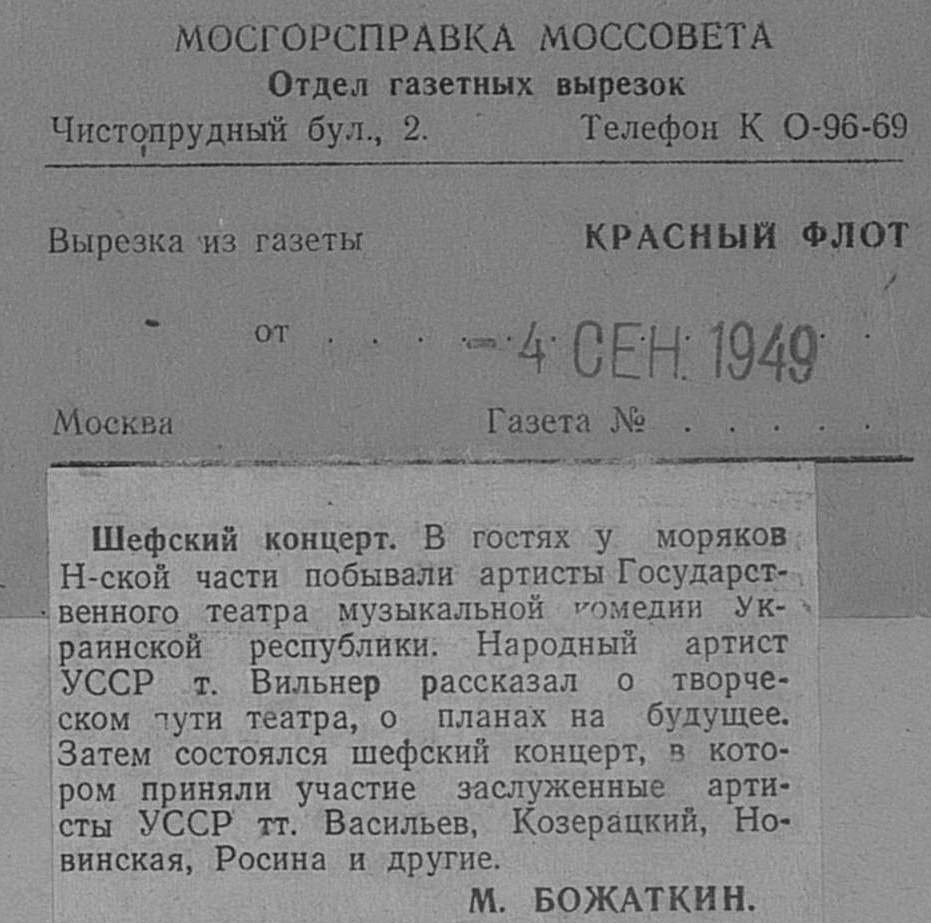 МОСГОРСПРАВКА МОССОВЕТА
Отдел газетных вырезок
Чистопрудный бул., 2. Телефон К 0-96-69
Вырезка из газеты КРАСНЫЙ ФЛОТ
от . . . . . - 4 СЕН. 1949 .
Москва Газета № . . . . .
Шефский концерт. В гостях у моряков
Н-ской части побывали артисты Государст-
венного театра музыкальной комедии Ук-
раинской республики. Народный артист
УССР т. Вильнер рассказал о творче-
ском пути театра, о планах на будущее.
Затем состоялся шефский концерт, в кото-
ром приняли участие заслуженные арти-
сты УССР тт. Васильев, Козерацкий, Но-
винская, Росина и другие.
М. БОЖАТКИН.